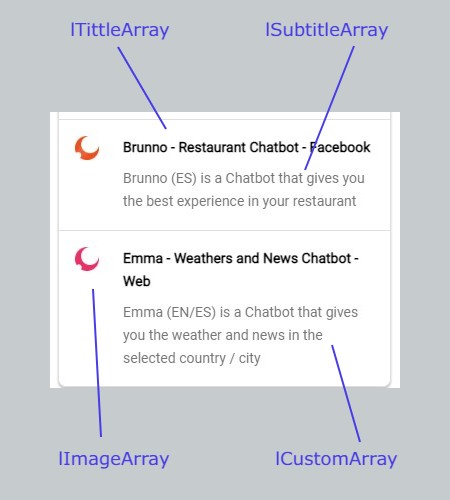 lTittleArray
lSubtitleArray
Brunno - Restaurant Chatbot - Facebook
Brunno (ES) is a Chatbot that gives you
the best experience in your restaurant
Emma - Weathers and News Chatbot -
Web
Emma (EN/ES) is a Chatbot that gives
you the weather and news in the
selected country / city
lImageArray
lCustomArray